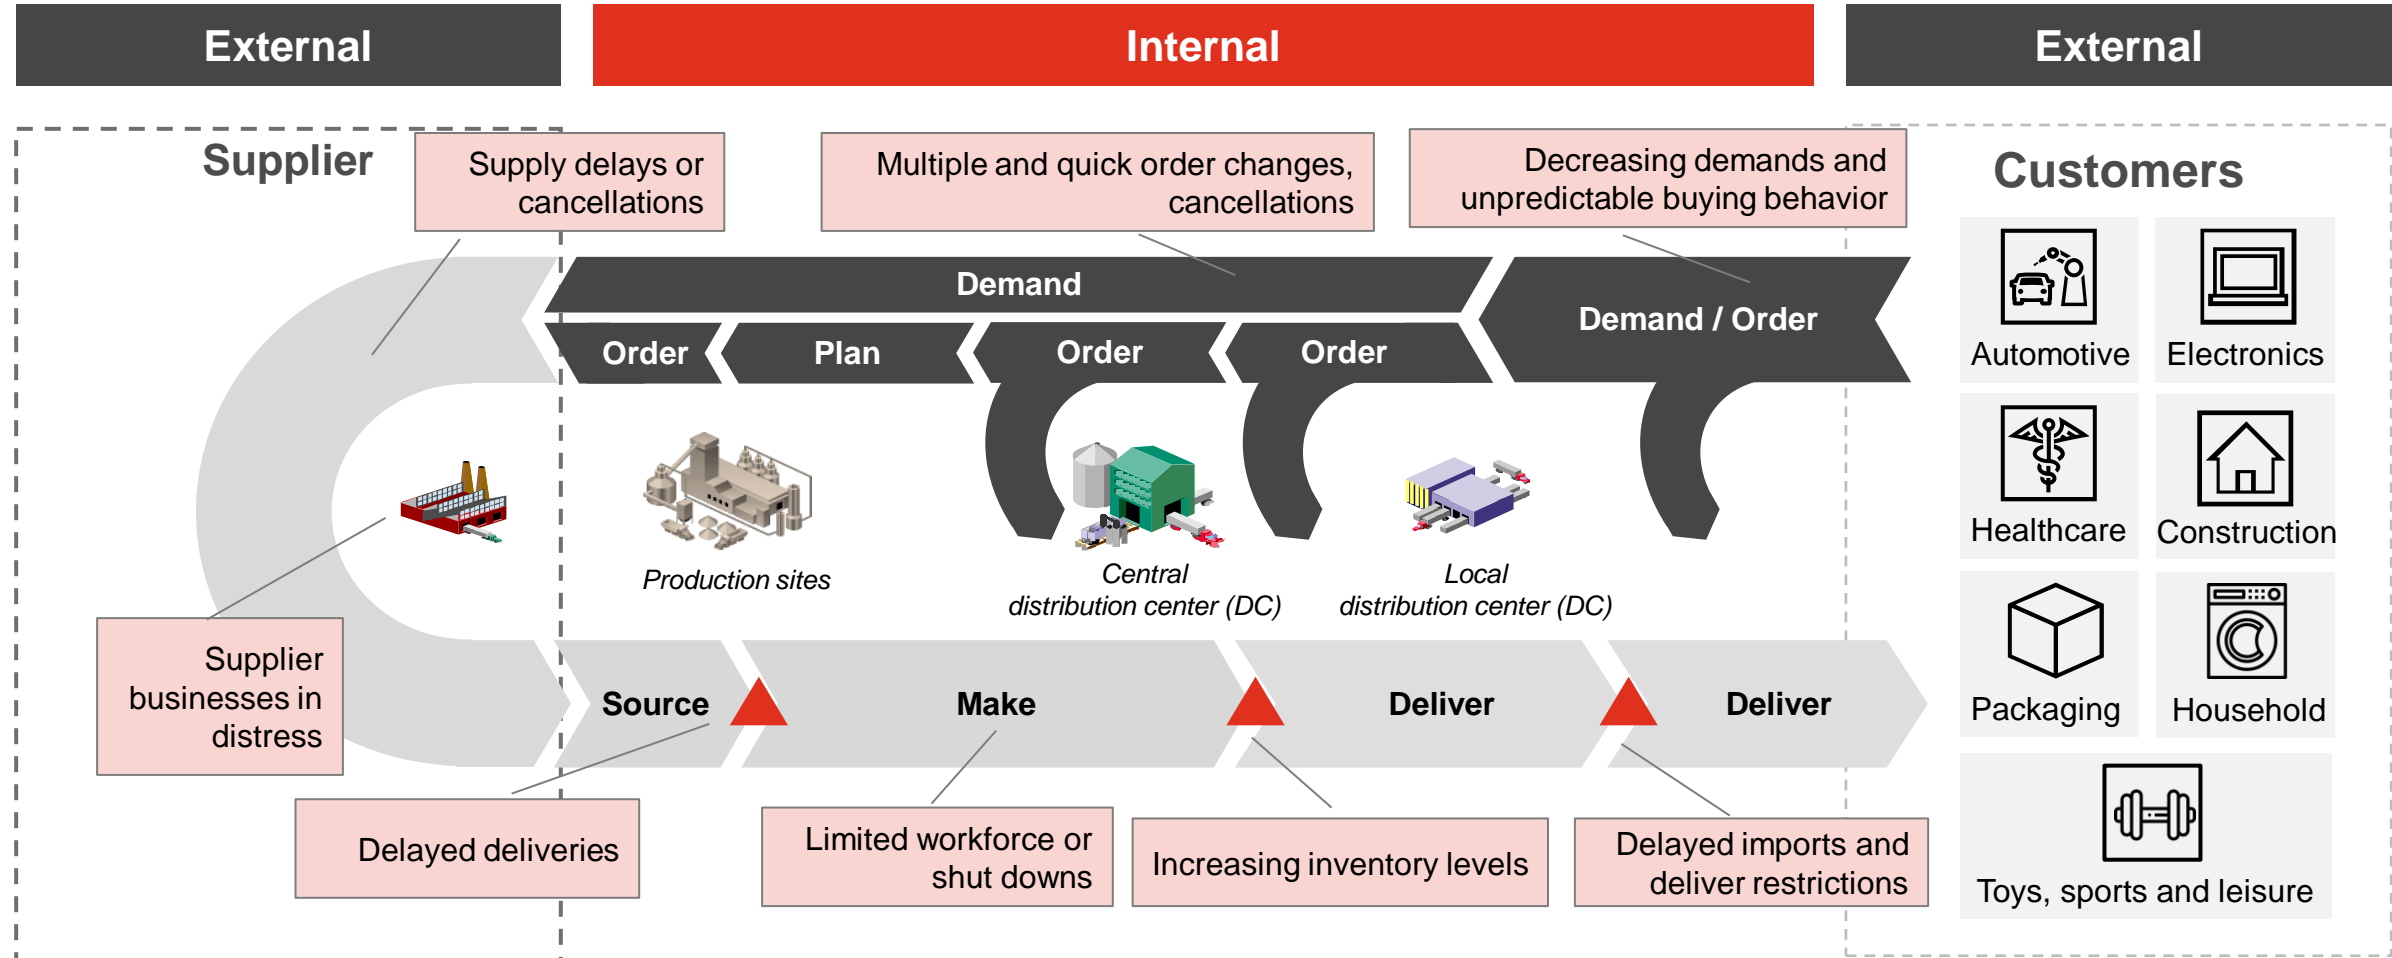 External
Internal
External
Supplier
Supply delays or
cancellations
Multiple and quick order changes,
cancellations
Decreasing demands and
unpredictable buying behavior
Customers
Demand
Demand / Order
Order
Plan
Order
Order
Automotive
Electronics
Healthcare
Construction
Production sites
Central
distribution center (DC)
Local
distribution center (DC)
Supplier
businesses in
distress
Source
Make
Deliver
Deliver
Packaging
Household
Delayed deliveries
Limited workforce or
shut downs
Increasing inventory levels
Delayed imports and
deliver restrictions
Toys, sports and leisure